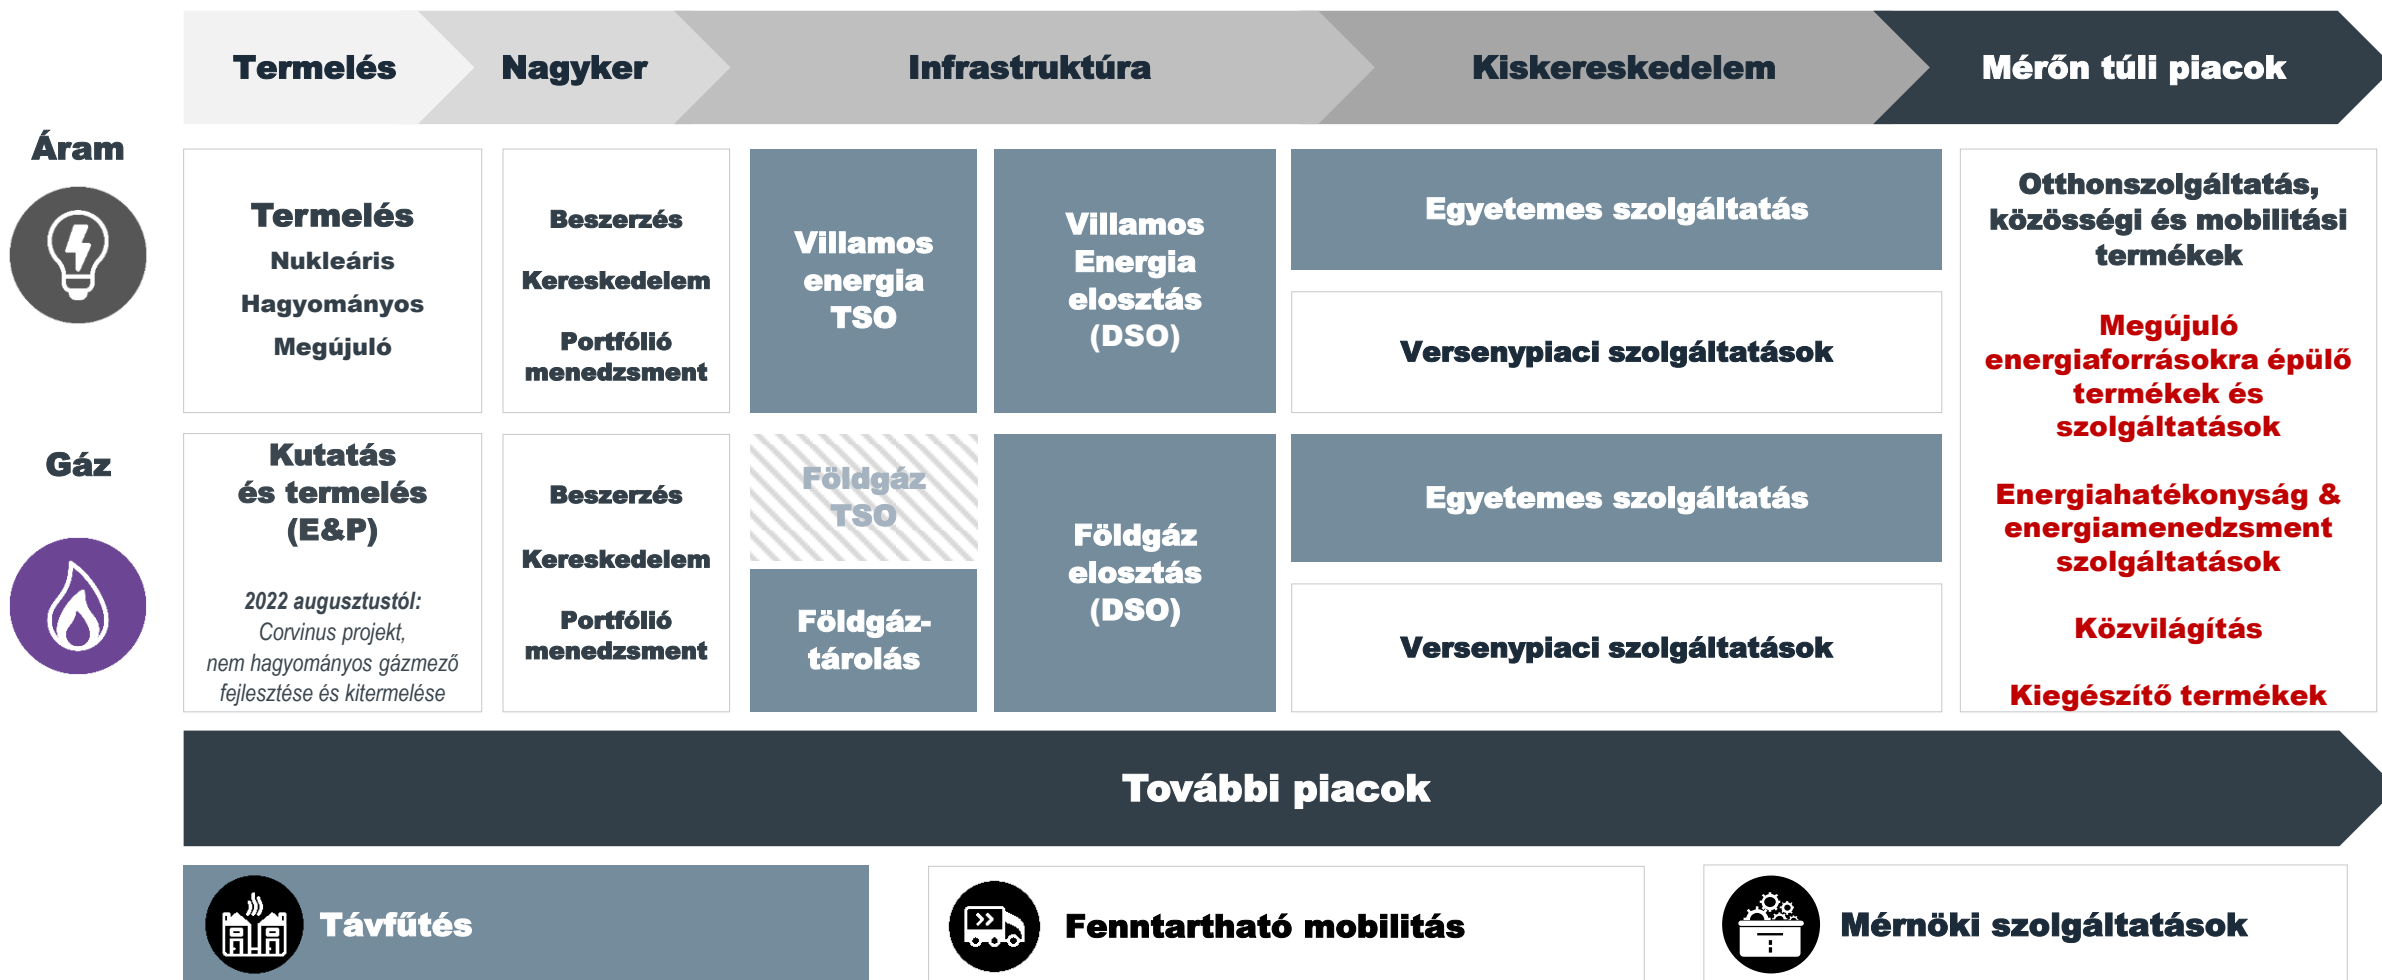 Termelés
Nagyker
Infrastruktúra
Kiskereskedelem
Mérőn túli piacok
Áram
Termelés
Nukleáris
Hagyományos
Megújuló
Beszerzés
Kereskedelem
Portfólió
menedzsment
Villamos
energia
TSO
Villamos
Energia
elosztás
(DSO)
Egyetemes szolgáltatás
Versenypiaci szolgáltatások
Otthonszolgáltatás,
közösségi és mobilitási
termékek
Megújuló
energiaforrásokra épülő
termékek és
szolgáltatások
Energiahatékonyság &
energiamenedzsment
szolgáltatások
Közvilágítás
Kiegészítő termékek
Gáz
Kutatás
és termelés
(E&P)
2022 augusztustól:
Corvinus projekt,
nem hagyományos gázmező
fejlesztése és kitermelése
Beszerzés
Kereskedelem
Portfólió
menedzsment
Földgáz
TSO
Földgáz-
tárolás
Földgáz
elosztás
(DSO)
Egyetemes szolgáltatás
Versenypiaci szolgáltatások
További piacok
Távfűtés
Fenntartható mobilitás
Mérnöki szolgáltatások